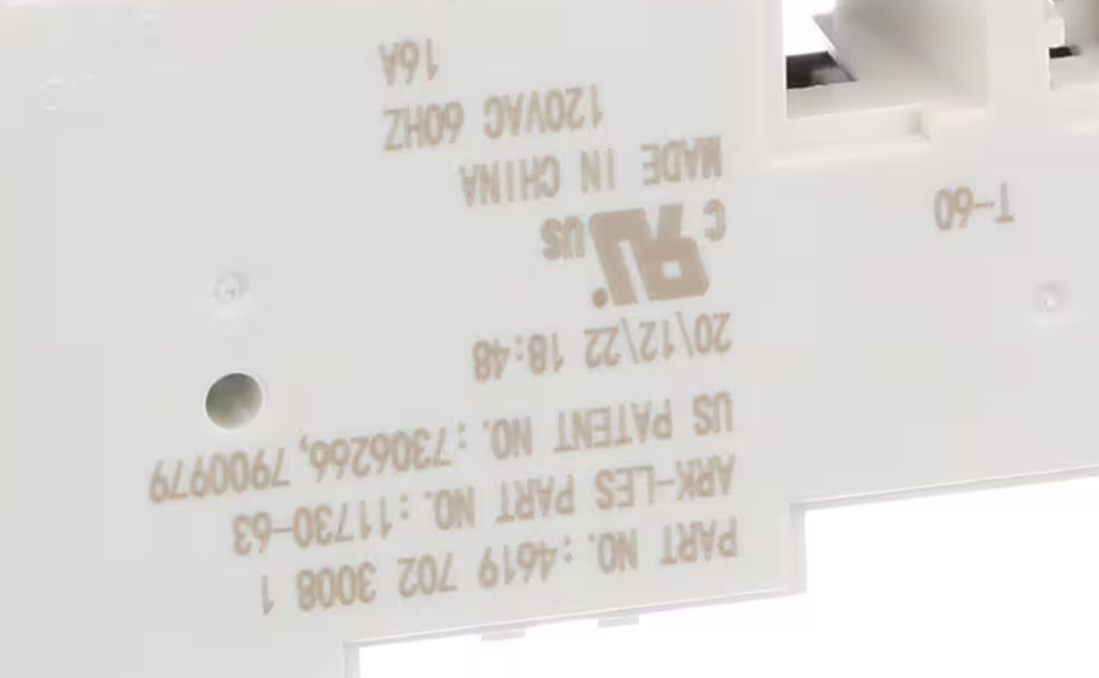 PART NO.:4619 702 3008 1
ARK-LES PART NO.:11730-63
US PATENT NO.:7306266,7900979
20/12/22 18:48
C RU US
MADE IN CHINA
120VAC 60HZ
16A
T-60